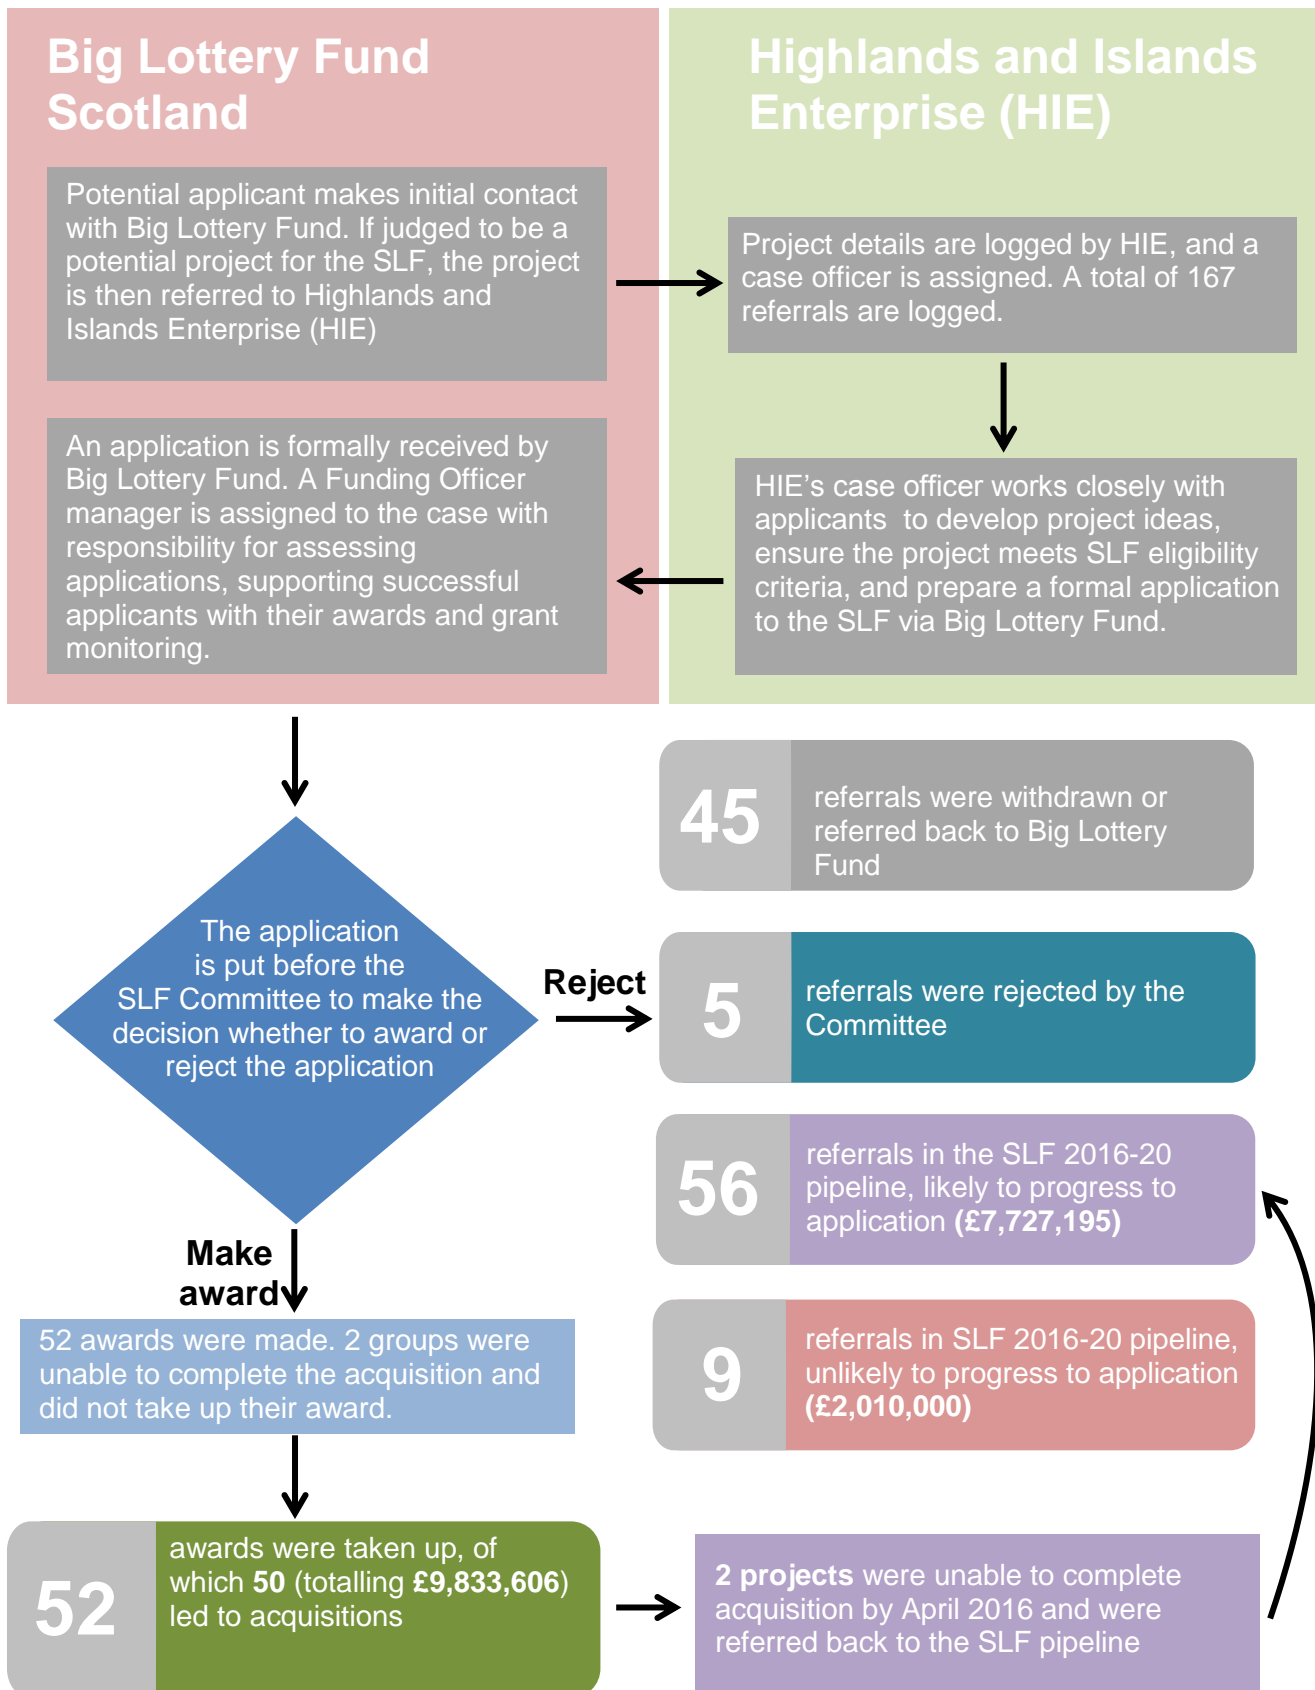 Big Lottery Fund
Scotland
Potential applicant makes initial contact
with Big Lottery Fund. If judged to be a
potential project for the SLF, the project
is then referred to Highlands and
Islands Enterprise (HIE)
Highlands and Islands
Enterprise (HIE)
Project details are logged by HIE, and a
case officer is assigned. A total of 167
referrals are logged.
HIE’s case officer works closely with
applicants  to develop project ideas,
ensure the project meets SLF eligibility
criteria, and prepare a formal application
to the SLF via Big Lottery Fund.
An application is formally received by
Big Lottery Fund. A Funding Officer
manager is assigned to the case with
responsibility for assessing
applications, supporting successful
applicants with their awards and grant
monitoring.
The application
is put before the
SLF Committee to make the
decision whether to award or
reject the application
Reject
45
referrals were withdrawn or
referred back to Big Lottery
Fund
5
referrals were rejected by the
Committee
56
referrals in the SLF 2016-20
pipeline, likely to progress to
application (£7,727,195)
9
referrals in SLF 2016-20 pipeline,
unlikely to progress to application
(£2,010,000)
Make
award
52 awards were made. 2 groups were
unable to complete the acquisition and
did not take up their award.
52
awards were taken up, of
which 50 (totalling £9,833,606)
led to acquisitions
2 projects were unable to complete
acquisition by April 2016 and were
referred back to the SLF pipeline